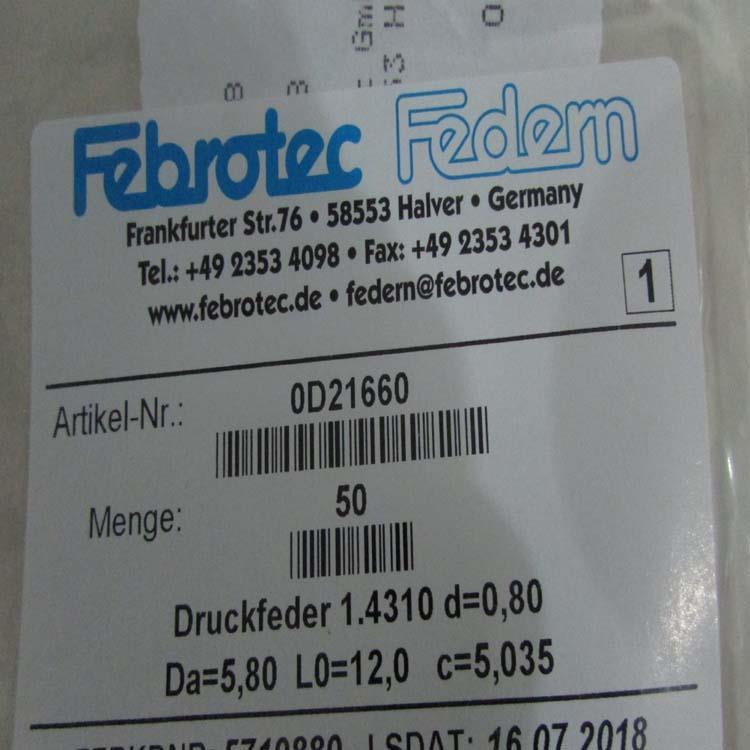 Febrotec Federn
Frankfurter Str.76 • 58553 Halver • Germany
Tel.: +49 2353 4098 • Fax: +49 2353 4301
www.febrotec.de • federn@febrotec.de
1
Artikel-Nr.: 0D21660
Menge: 50
Druckfeder 1.4310 d=0,80
Da=5,80 L0=12,0 c=5,035
LSDAT: 16.07.2018